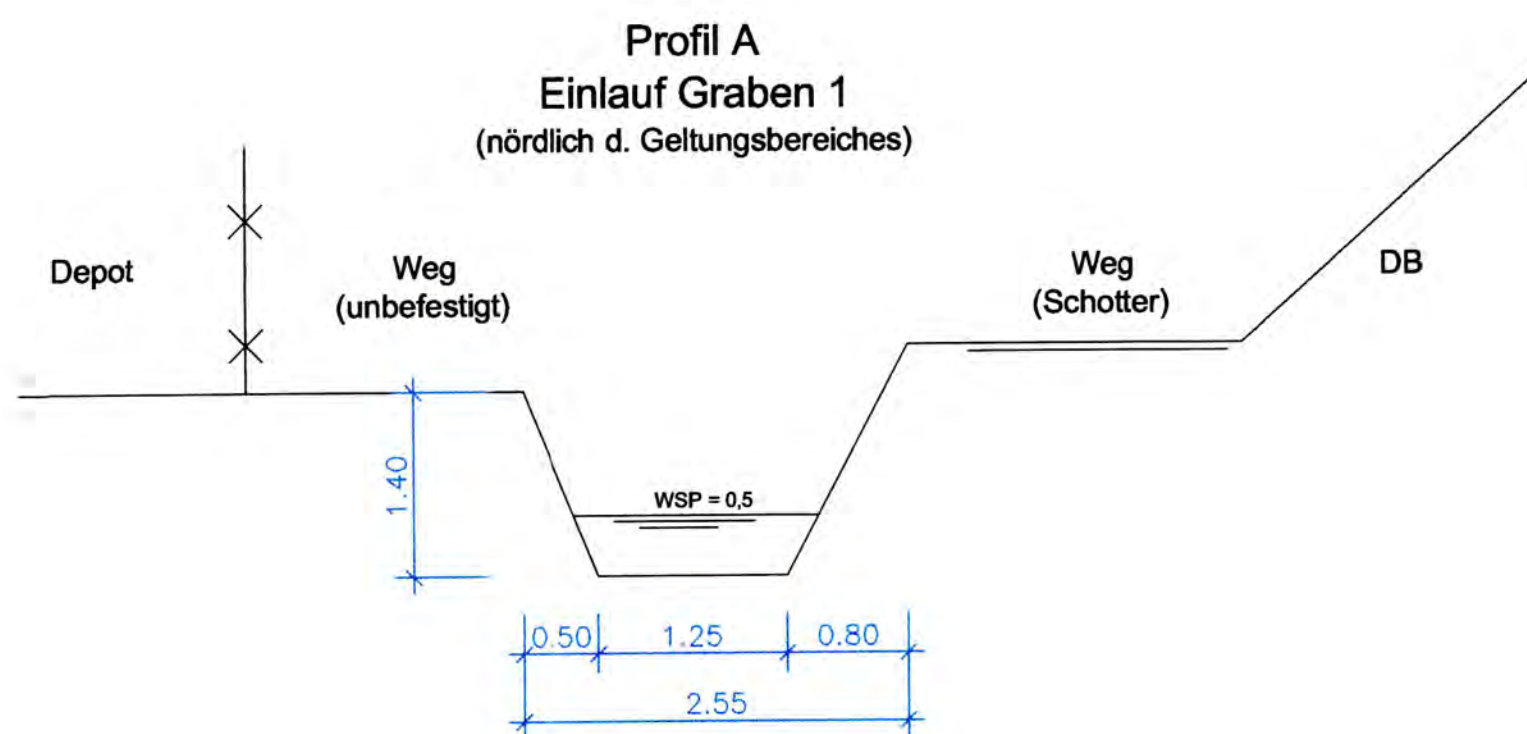 Profil A
Einlauf Graben 1
(nördlich d. Geltungsbereiches)
Depot
Weg
(unbefestigt)
Weg
(Schotter)
DB
1.40
WSP = 0,5
0.50
1.25
0.80
2.55